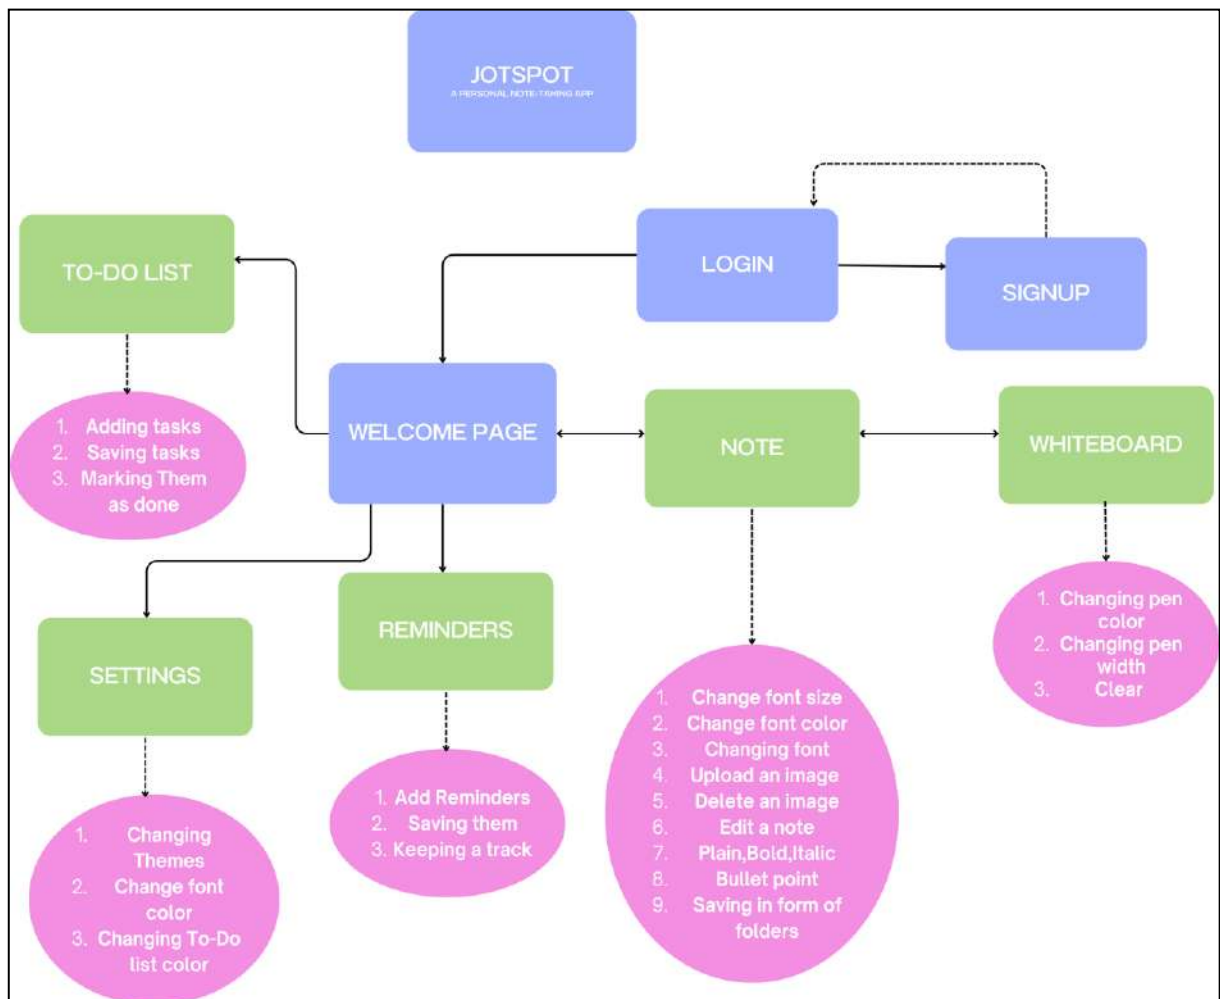 JOTSPOT
A PERSONAL NOTE-TAKING APP
LOGIN
SIGNUP
TO-DO LIST
1. Adding tasks
2. Saving tasks
3. Marking Them
as done
WELCOME PAGE
NOTE
WHITEBOARD
SETTINGS
REMINDERS
1. Changing pen
color
2. Changing pen
width
3. Clear
1. Change font size
2. Change font color
3. Changing font
4. Upload an image
5. Delete an image
6. Edit a note
7. Plain,Bold,Italic
8. Bullet point
9. Saving in form of
folders
1. Add Reminders
2. Saving them
3. Keeping a track
1. Changing
Themes
2. Change font
color
3. Changing To-Do
list color